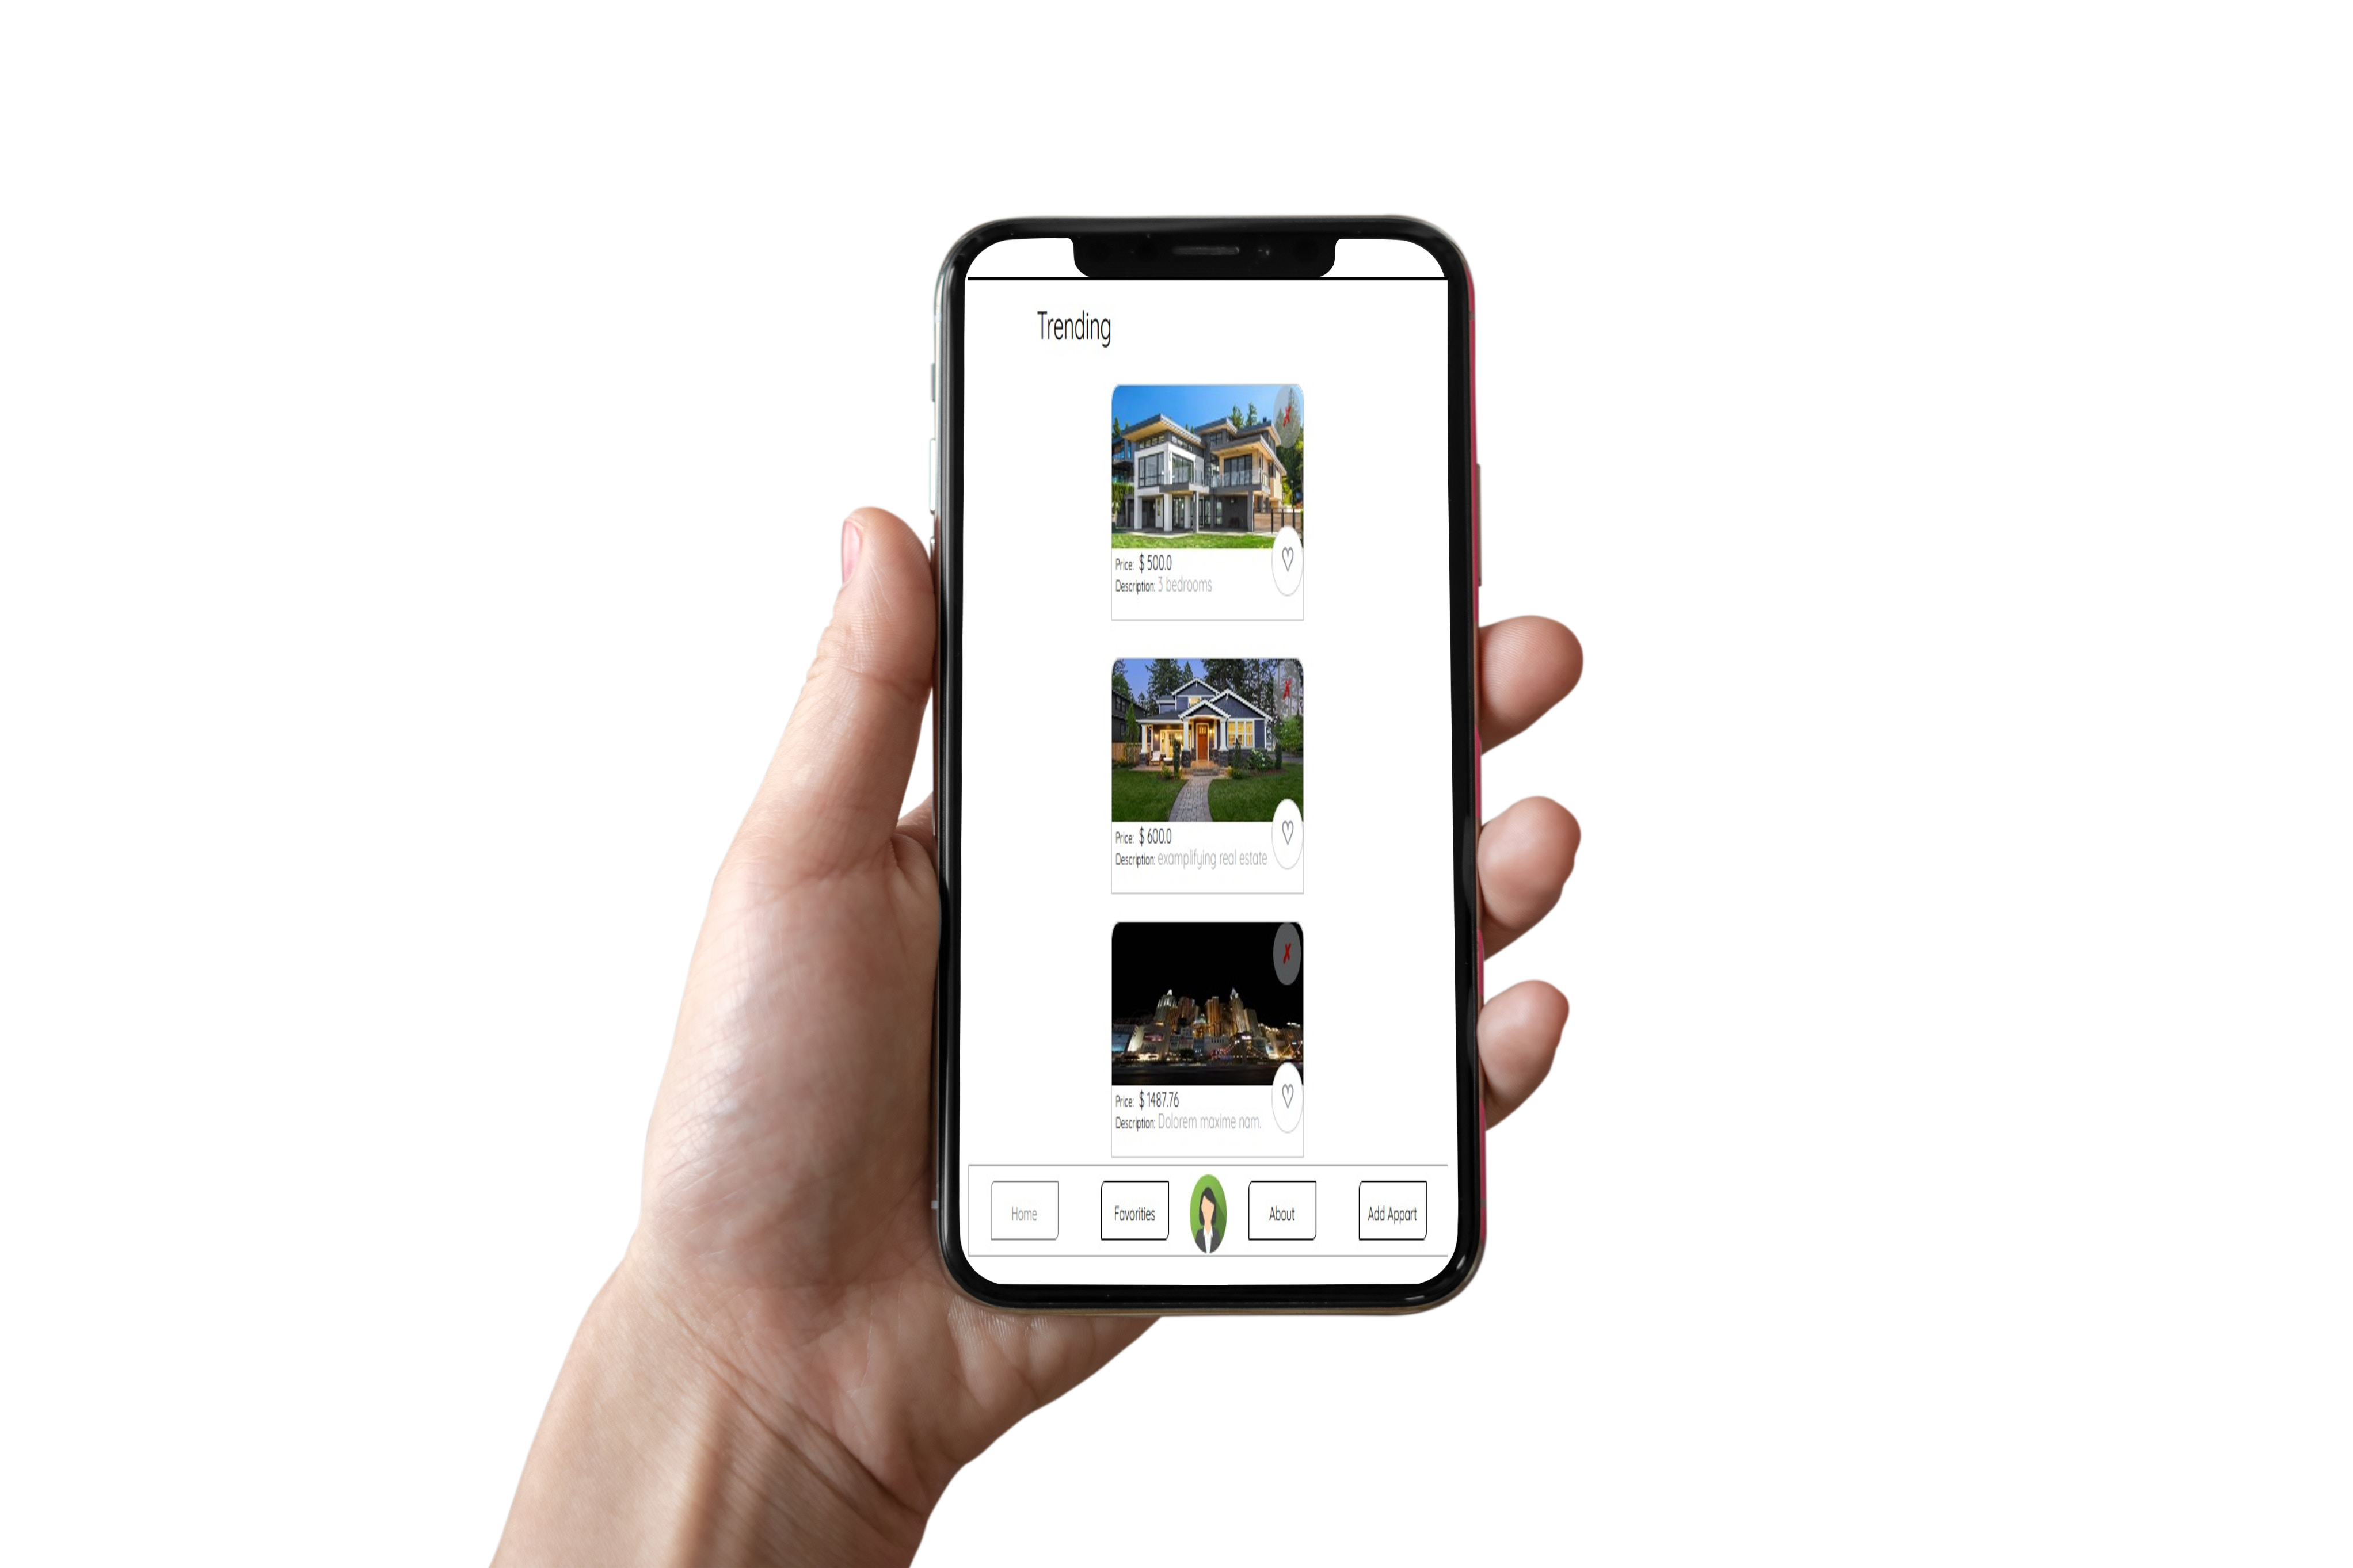 Trending
Price: $ 500.0
Description: 3 bedrooms
Price: $ 600.0
Description: examplifying real estate
Price: $ 1487.76
Description: Dolorem maxime nam.
Home
Favorities
About
Add Appart